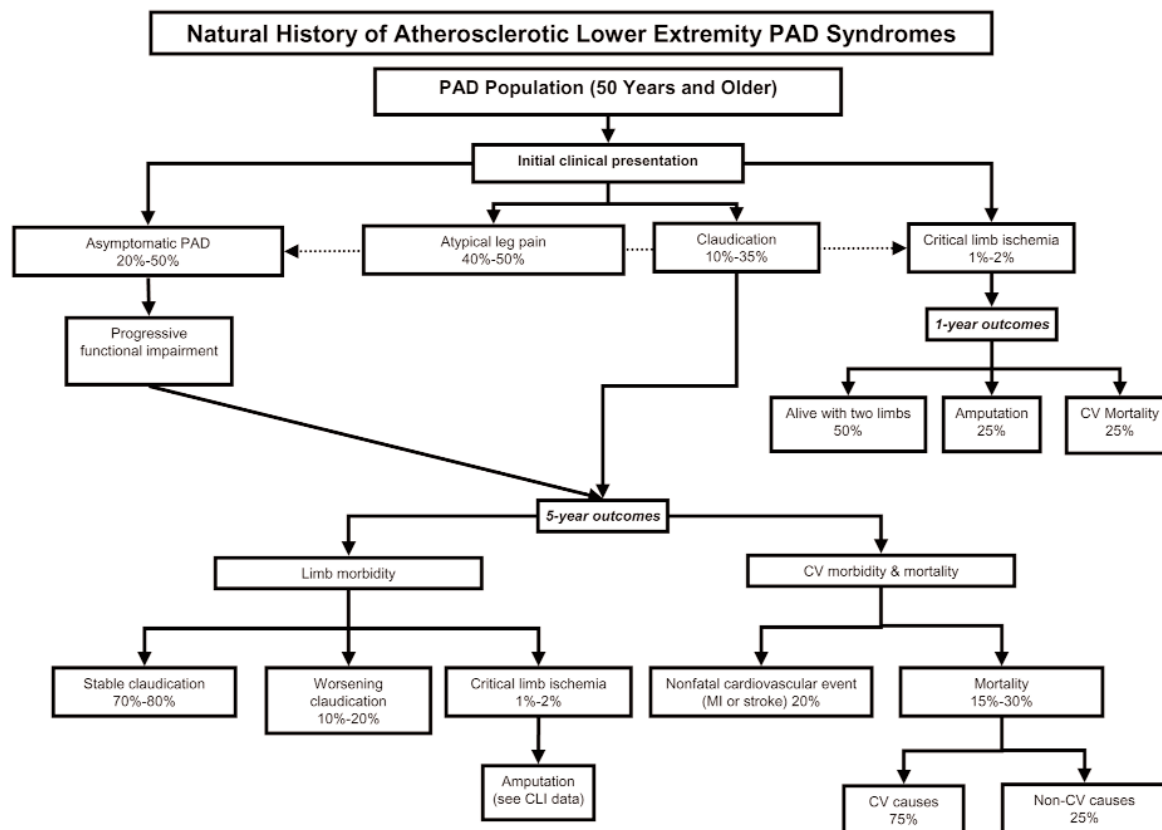 Natural History of Atherosclerotic Lower Extremity PAD Syndromes
PAD Population (50 Years and Older)
Initial clinical presentation
Asymptomatic PAD
20%-50%
Atypical leg pain
40%-50%
Claudication
10%-35%
Critical limb ischemia
1%-2%
Progressive
functional impairment
1-year outcomes
Alive with two limbs
50%
Amputation
25%
CV Mortality
25%
5-year outcomes
Limb morbidity
CV morbidity & mortality
Stable claudication
70%-80%
Worsening
claudication
10%-20%
Critical limb ischemia
1%-2%
Nonfatal cardiovascular event
(MI or stroke) 20%
Mortality
15%-30%
Amputation
(see CLI data)
CV causes
75%
Non-CV causes
25%